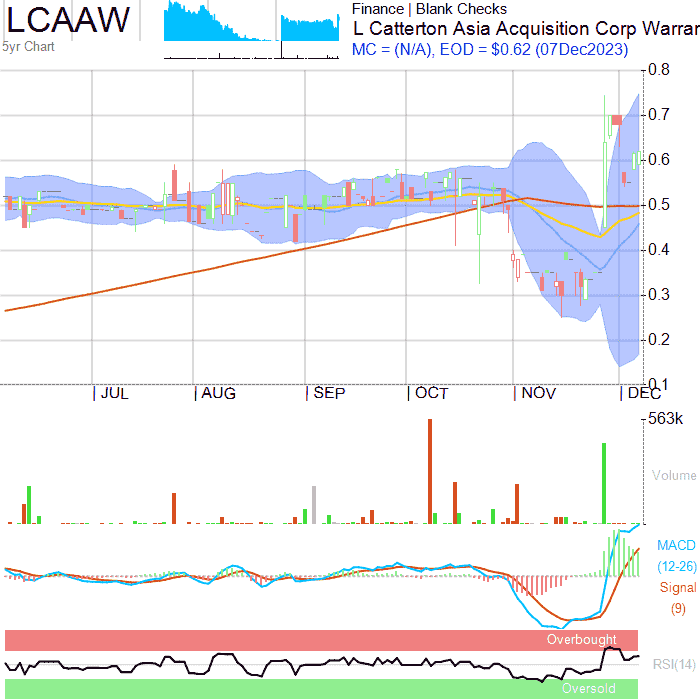 LCAAW
5yr Chart
Finance | Blank Checks
L Catterton Asia Acquisition Corp Warrar
MC = (N/A), EOD = $0.62 (07Dec2023)
0.8
0.7
0.6
0.5
0.4
0.3
0.2
0.1
JUL AUG SEP OCT NOV DEC
563k
Volume
MACD
(12-26)
Signal
(9)
Overbought
RSI(14)
Oversold